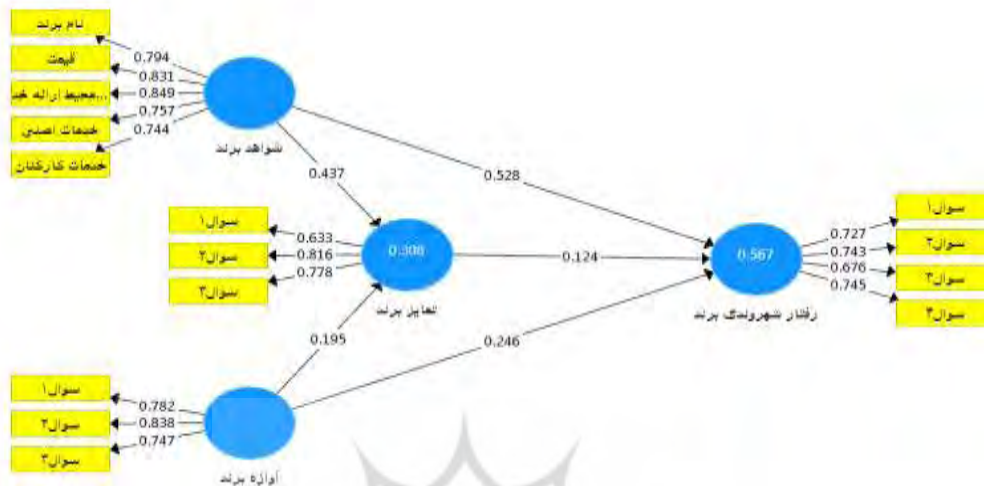 نام برند
قیمت
محیط ارائه خد...
خدمات اصلی
خدمات کارکنان
0.794
0.831
0.849
0.757
0.744
شواهد برند
0.437
0.528
سوال۱
سوال۲
سوال۳
0.633
0.816
0.778
تمایز برند
0.124
0.567
رفتار شهروندی برند
0.727
0.743
0.676
0.745
سوال۱
سوال۲
سوال۳
0.195
0.246
سوال۱
سوال۲
سوال۳
0.782
0.838
0.747
آوازه برند